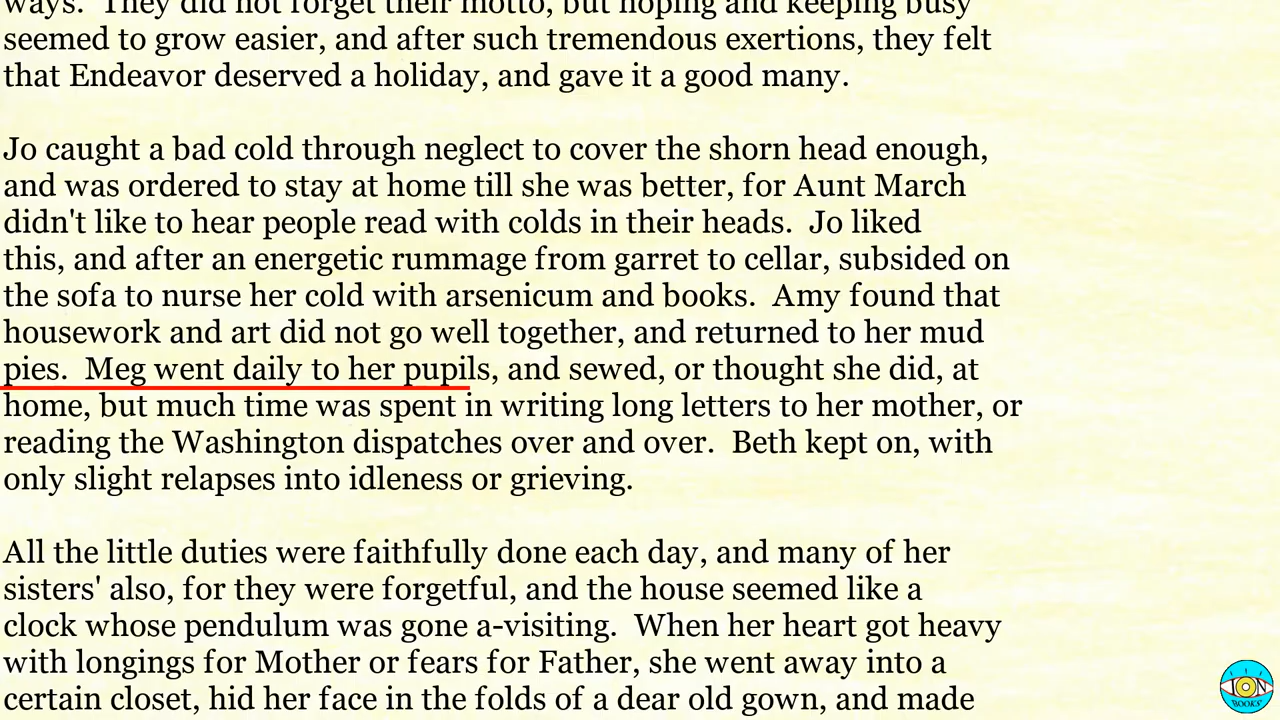 ways.  They did not forget their motto, but hoping and keeping busy
seemed to grow easier, and after such tremendous exertions, they felt
that Endeavor deserved a holiday, and gave it a good many.
Jo caught a bad cold through neglect to cover the shorn head enough,
and was ordered to stay at home till she was better, for Aunt March
didn't like to hear people read with colds in their heads.  Jo liked
this, and after an energetic rummage from garret to cellar, subsided on
the sofa to nurse her cold with arsenicum and books.  Amy found that
housework and art did not go well together, and returned to her mud
pies.  Meg went daily to her pupils, and sewed, or thought she did, at
home, but much time was spent in writing long letters to her mother, or
reading the Washington dispatches over and over.  Beth kept on, with
only slight relapses into idleness or grieving.
All the little duties were faithfully done each day, and many of her
sisters' also, for they were forgetful, and the house seemed like a
clock whose pendulum was gone a-visiting.  When her heart got heavy
with longings for Mother or fears for Father, she went away into a
certain closet, hid her face in the folds of a dear old gown, and made
ION
BOOKS